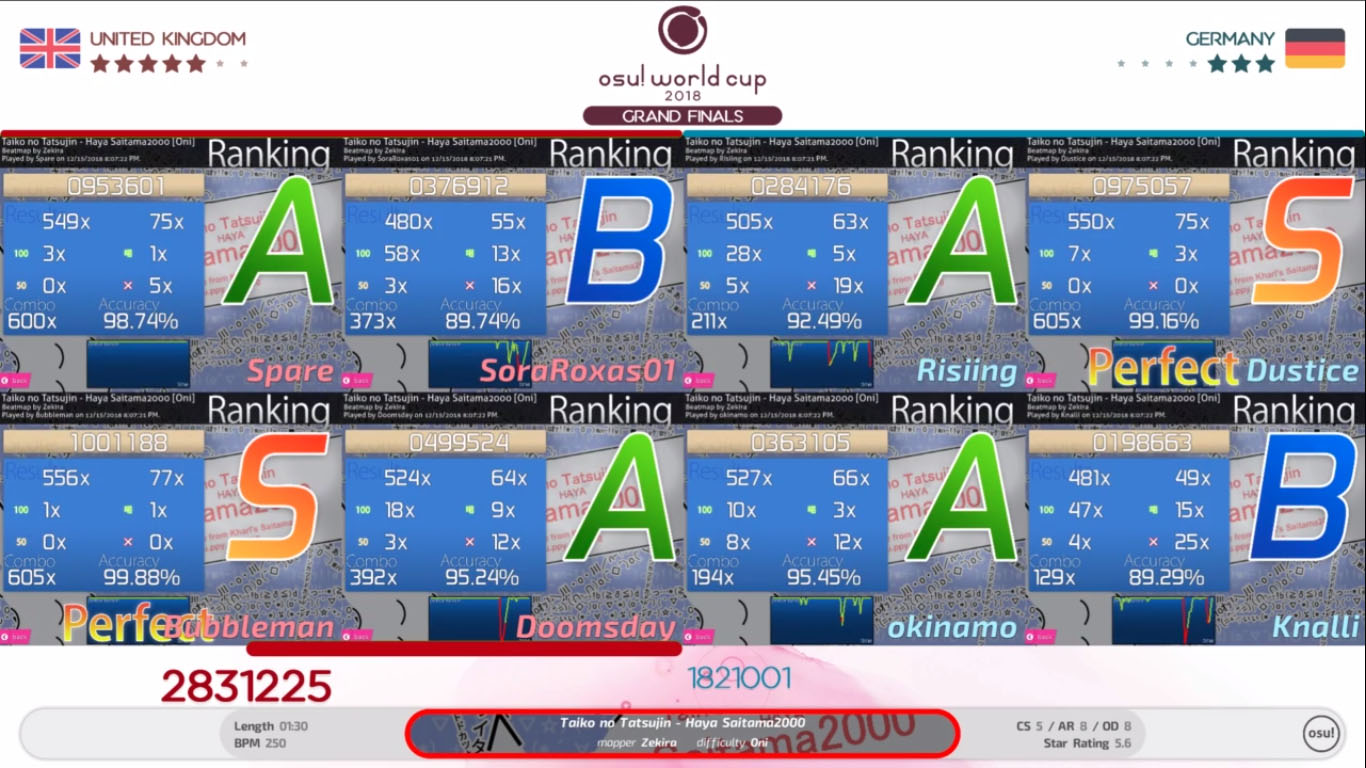 UNITED KINGDOM
osu! world cup
2018
GRAND FINALS
GERMANY
Taiko no Tatsujin - Haya Saitama2000 [Oni]
Beatmap by Zekira
Played by Spare on 12/15/2018 8:07:22 PM.
Ranking
0953601
549x 75x
100 3x 1x
50 0x 5x
Combo Accuracy
600x 98.74%
back
Spare
Taiko no Tatsujin - Haya Saitama2000 [Oni]
Beatmap by Zekira
Played by SoraRoxas01 on 12/15/2018 8:07:21 PM.
Ranking
0376912
480x 55x
100 58x 13x
50 3x 16x
Combo Accuracy
373x 89.74%
back
SoraRoxas01
Taiko no Tatsujin - Haya Saitama2000 [Oni]
Beatmap by Zekira
Played by Risiing on 12/15/2018 8:07:21 PM.
Ranking
0284176
505x 63x
100 28x 5x
50 5x 19x
Combo Accuracy
211x 92.49%
back
Risiing
Taiko no Tatsujin - Haya Saitama2000 [Oni]
Beatmap by Zekira
Played by Dustice on 12/15/2018 8:07:21 PM.
Ranking
0975057
550x 75x
100 7x 3x
50 0x 0x
Combo Accuracy
605x 99.16%
back
Perfect Dustice
A
B
A
S
Taiko no Tatsujin - Haya Saitama2000 [Oni]
Beatmap by Zekira
Played by Bubbleman on 12/15/2018 8:07:21 PM.
Ranking
1001188
556x 77x
100 1x 1x
50 0x 0x
Combo Accuracy
605x 99.88%
back
Perfect Bubbleman
Taiko no Tatsujin - Haya Saitama2000 [Oni]
Beatmap by Zekira
Played by Doomsday on 12/15/2018 8:07:22 PM.
Ranking
0499524
524x 64x
100 18x 9x
50 3x 12x
Combo Accuracy
392x 95.24%
back
Doomsday
Taiko no Tatsujin - Haya Saitama2000 [Oni]
Beatmap by Zekira
Played by okinamo on 12/15/2018 8:07:22 PM.
Ranking
0363105
527x 66x
100 10x 3x
50 8x 12x
Combo Accuracy
194x 95.45%
back
okinamo
Taiko no Tatsujin - Haya Saitama2000 [Oni]
Beatmap by Zekira
Played by Knalli on 12/15/2018 8:07:22 PM.
Ranking
0198663
481x 49x
100 47x 15x
50 4x 25x
Combo Accuracy
129x 89.29%
back
Knalli
S
A
A
B
2831225
1821001
Length 01:30
BPM 250
Taiko no Tatsujin - Haya Saitama2000
mapper Zekira difficulty Oni
CS 5 / AR 8 / OD 8
Star Rating 5.6
osu!